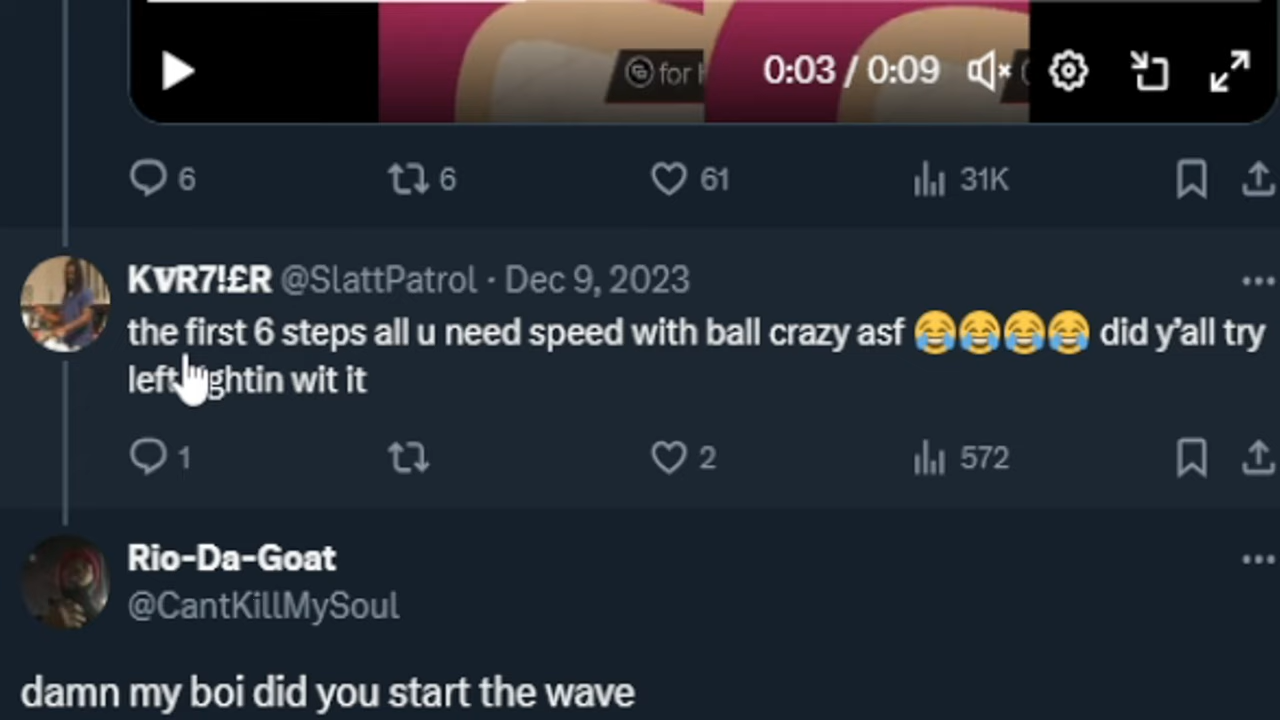 for
0:03 / 0:09
6 6 61 31K
KVR7!£R @SlattPatrol · Dec 9, 2023
the first 6 steps all u need speed with ball crazy asf 😂😂😂😂 did y'all try
wit it
1 2 572
Rio-Da-Goat
@CantKillMySoul
damn my boi did you start the wave